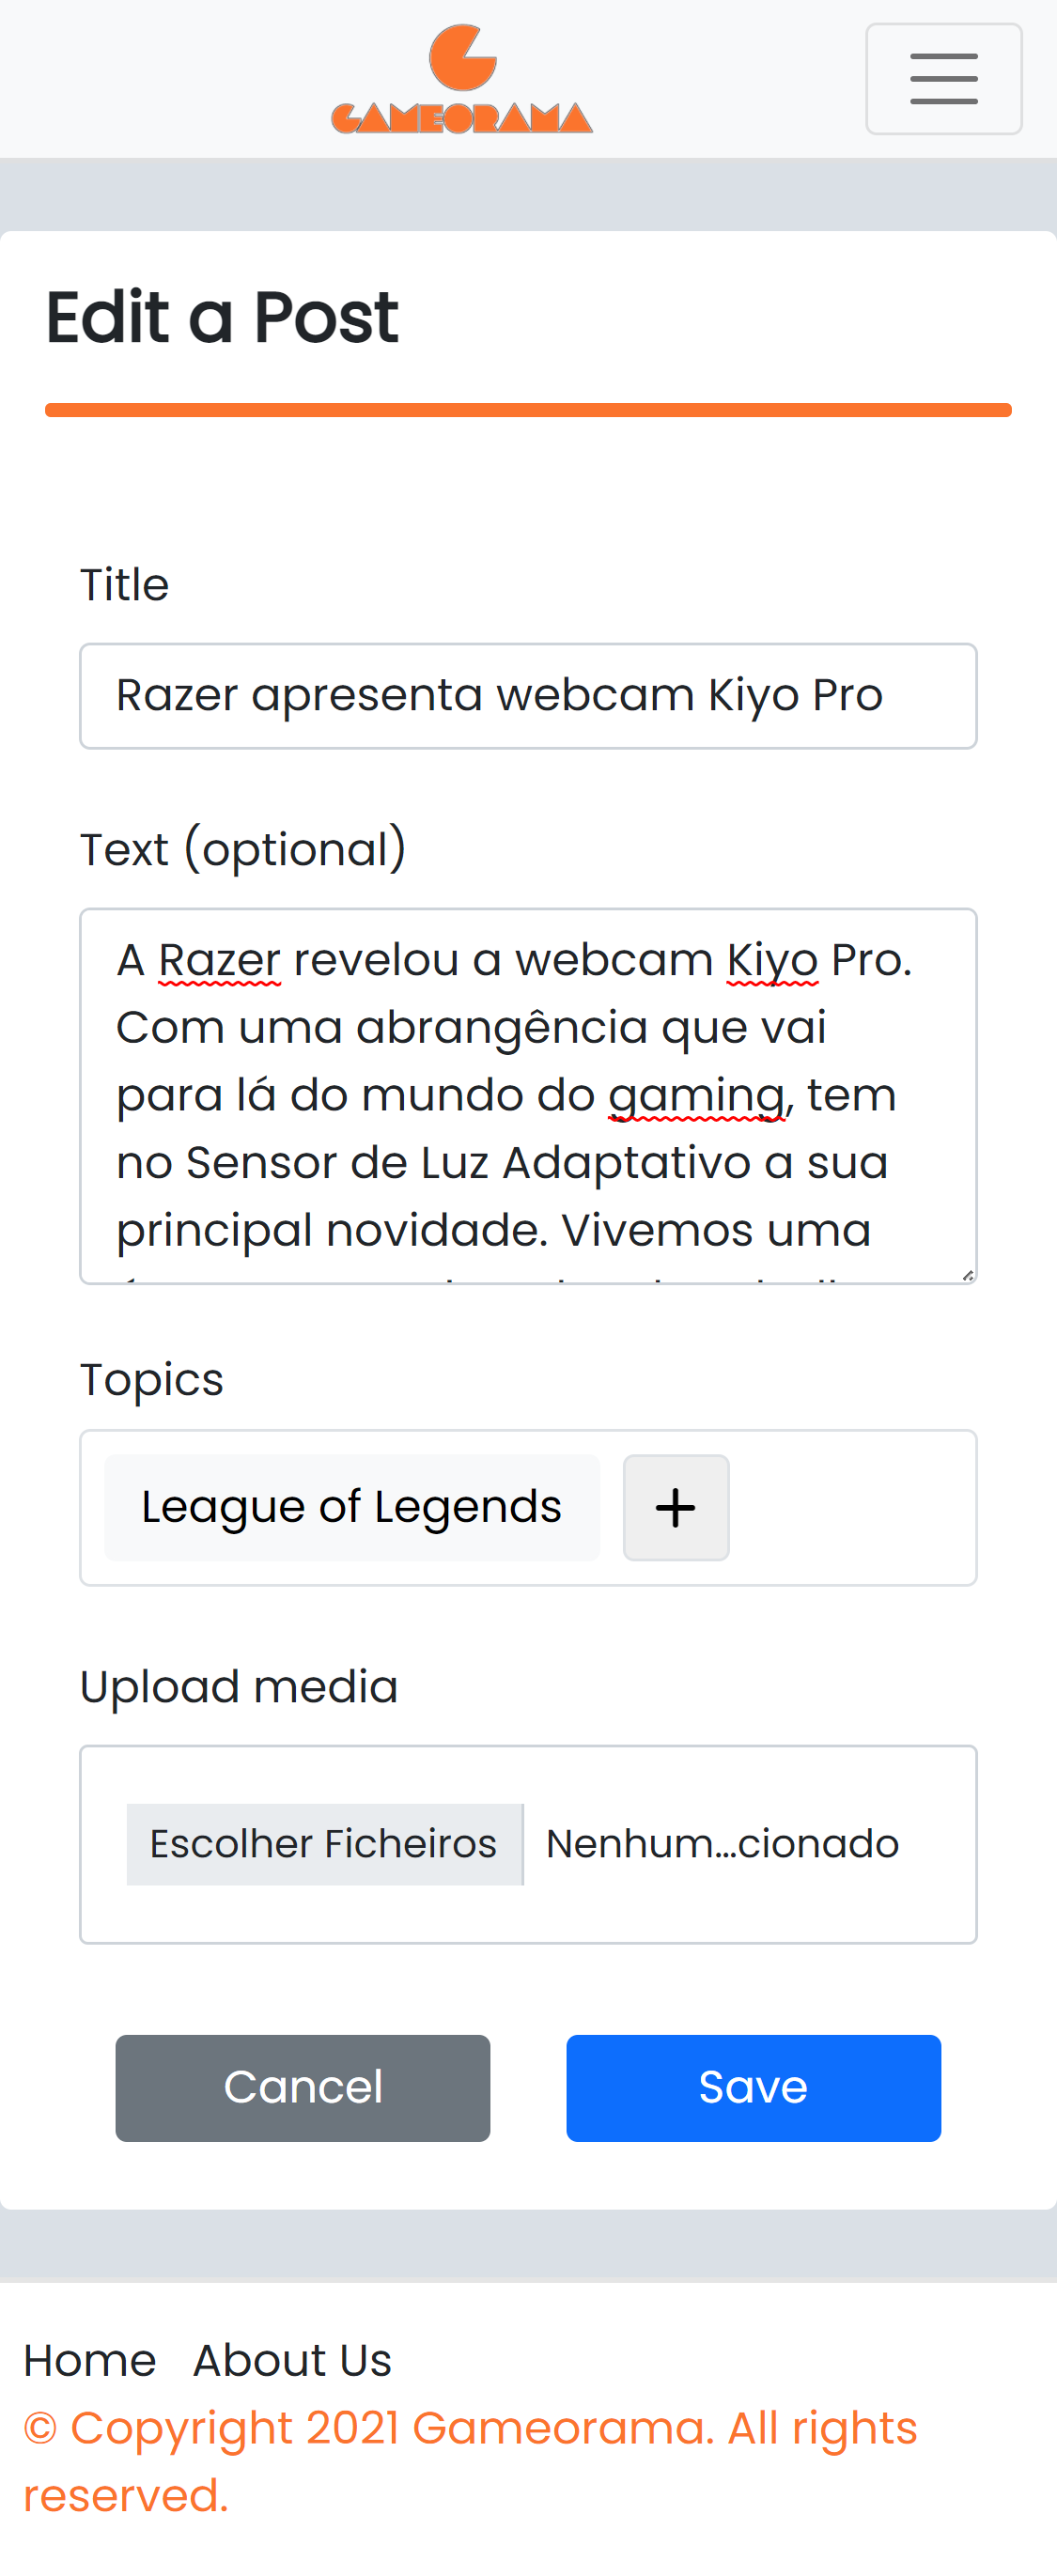 GAMEORAMA
Edit a Post
Title
Razer apresenta webcam Kiyo Pro
Text (optional)
A Razer revelou a webcam Kiyo Pro.
Com uma abrangência que vai
para lá do mundo do gaming, tem
no Sensor de Luz Adaptativo a sua
principal novidade. Vivemos uma
Topics
League of Legends +
Upload media
Escolher Ficheiros Nenhum...cionado
Cancel Save
Home About Us
© Copyright 2021 Gameorama. All rights
reserved.